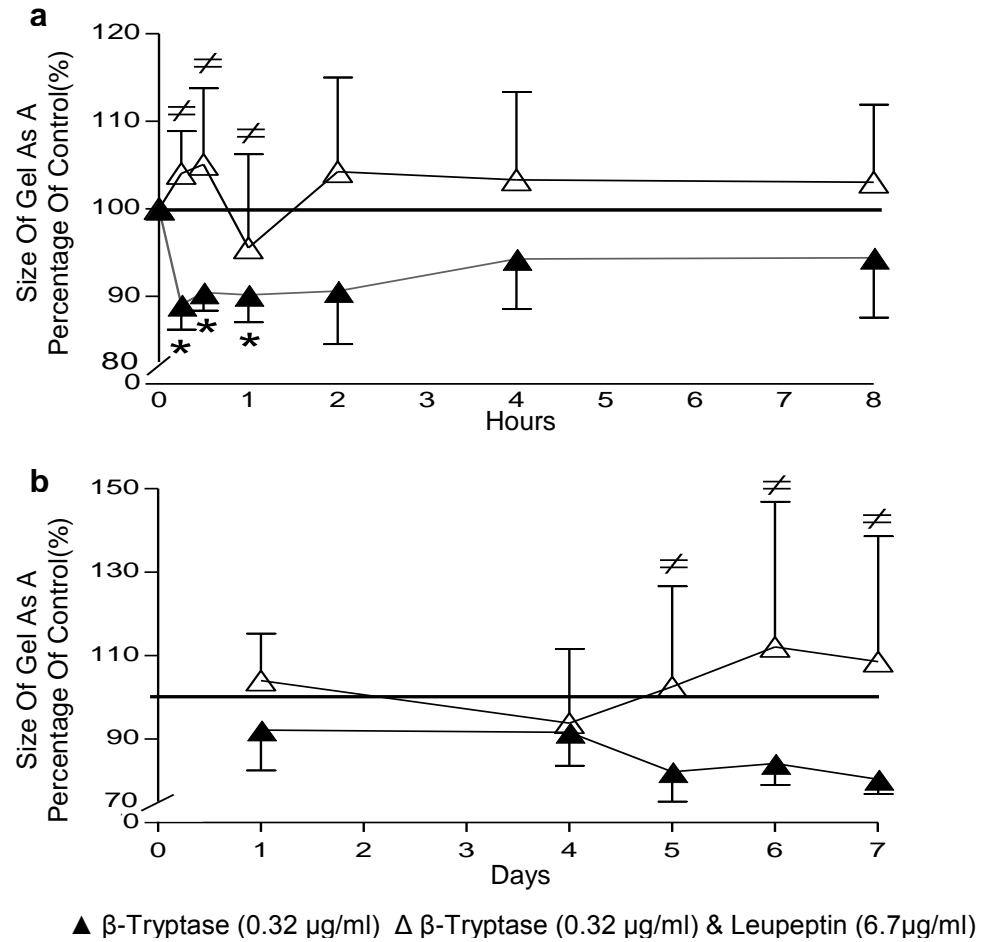 a
Size Of Gel As A
Percentage Of Control(%)
120
110
100
90
80
0
≠
≠
≠
*
*
*
0 1 2 3 4 5 6 7 8
Hours
b
Size Of Gel As A
Percentage Of Control(%)
150
130
110
90
70
0
≠
≠
≠
0 1 2 3 4 5 6 7
Days
▲ β-Tryptase (0.32 μg/ml) Δ β-Tryptase (0.32 μg/ml) & Leupeptin (6.7μg/ml)